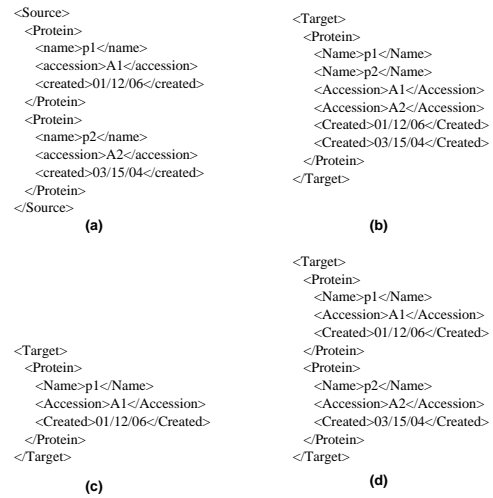 <Source>
<Protein>
<name>p1</name>
<accession>A1</accession>
<created>01/12/06</created>
</Protein>
<Protein>
<name>p2</name>
<accession>A2</accession>
<created>03/15/04</created>
</Protein>
</Source>
(a)
<Target>
<Protein>
<Name>p1</Name>
<Name>p2</Name>
<Accession>A1</Accession>
<Accession>A2</Accession>
<Created>01/12/06</Created>
<Created>03/15/04</Created>
</Protein>
</Target>
(b)
<Target>
<Protein>
<Name>p1</Name>
<Accession>A1</Accession>
<Created>01/12/06</Created>
</Protein>
</Target>
(c)
<Target>
<Protein>
<Name>p1</Name>
<Accession>A1</Accession>
<Created>01/12/06</Created>
</Protein>
<Protein>
<Name>p2</Name>
<Accession>A2</Accession>
<Created>03/15/04</Created>
</Protein>
</Target>
(d)